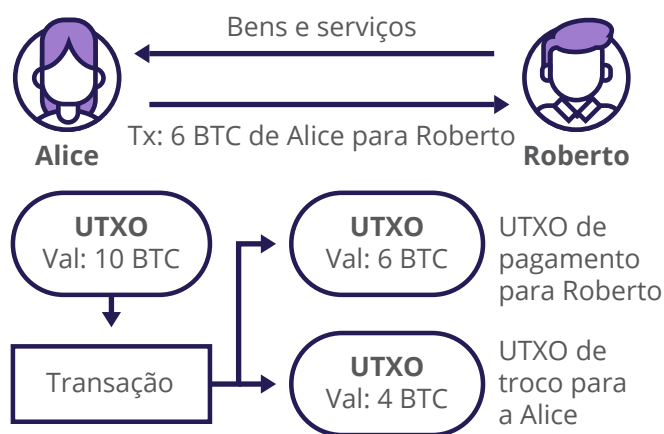 Bens e serviços
Tx: 6 BTC de Alice para Roberto
Alice
Roberto
UTXO
Val: 10 BTC
UTXO
Val: 6 BTC
UTXO de
pagamento
para Roberto
Transação
UTXO
Val: 4 BTC
UTXO de
troco para
a Alice